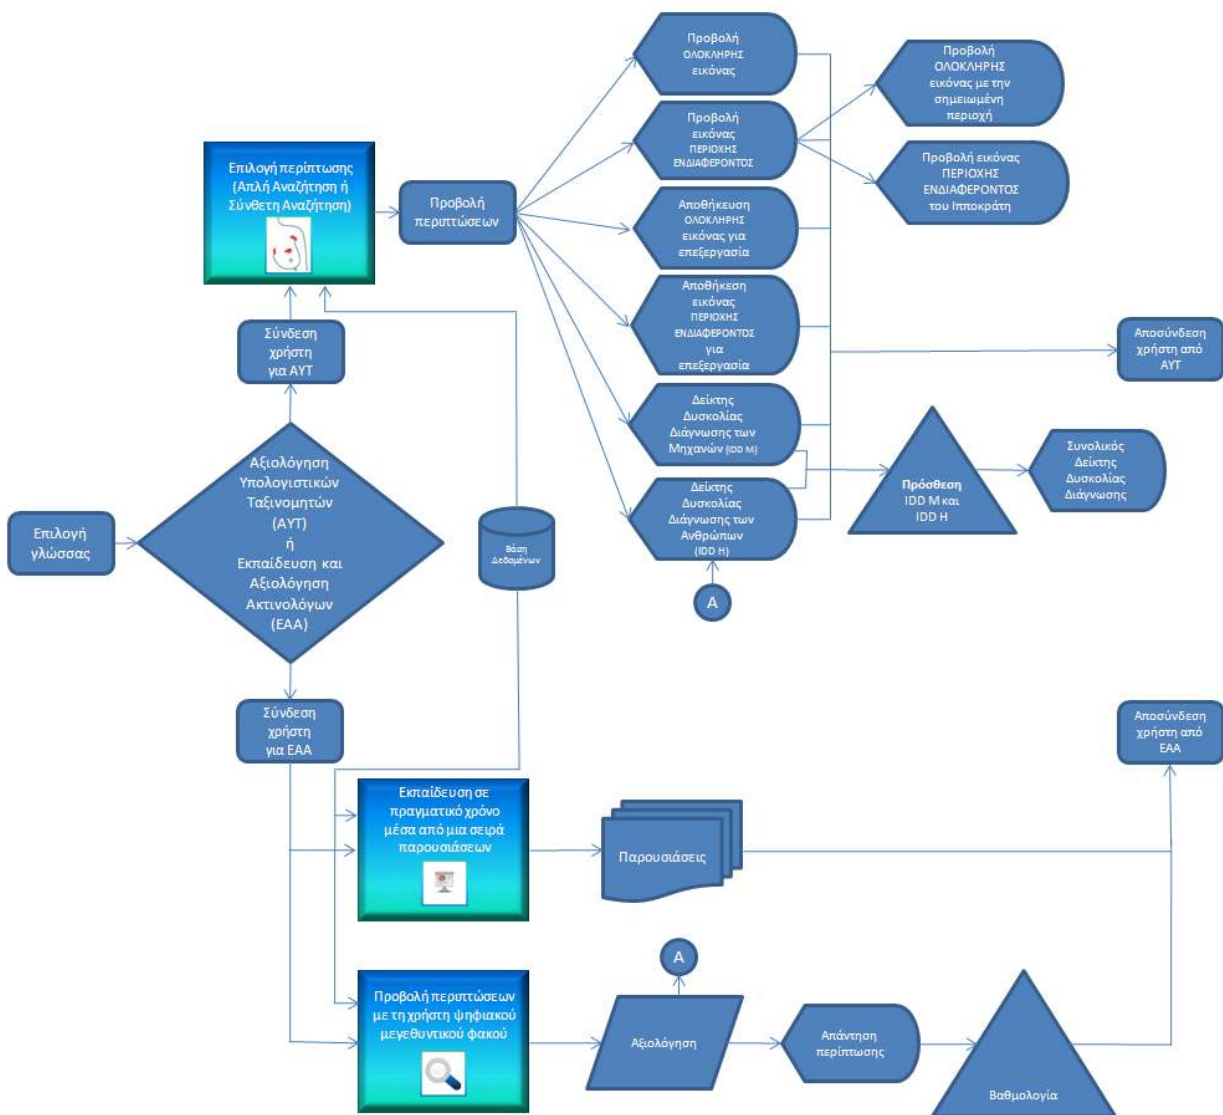 Προβολή
ΟΛΟΚΛΗΡΗΣ
εικόνας
Προβολή
ΟΛΟΚΛΗΡΗΣ
εικόνας με την
σημειωμένη
περιοχή
Προβολή
εικόνας
ΠΕΡΙΟΧΗΣ
ΕΝΔΙΑΦΕΡΟΝΤΟΣ
Προβολή εικόνας
ΠΕΡΙΟΧΗΣ
ΕΝΔΙΑΦΕΡΟΝΤΟΣ
του Ιπποκράτη
Επιλογή περίπτωσης
(Απλή Αναζήτηση ή
Σύνθετη Αναζήτηση)
Προβολή
περιπτώσεων
Αποθήκευση
ΟΛΟΚΛΗΡΗΣ
εικόνας για
επεξεργασία
Αποθήκεση
εικόνας
ΠΕΡΙΟΧΗΣ
ΕΝΔΙΑΦΕΡΟΝΤΟΣ
για
επεξεργασία
Σύνδεση
χρήστη
για ΑΥΤ
Αποσύνδεση
χρήστη από
ΑΥΤ
Δείκτης
Δυσκολίας
Διάγνωσης των
Μηχανών (IDD M)
Δείκτης
Δυσκολίας
Διάγνωσης των
Ανθρώπων
(IDD H)
Πρόσθεση
IDD M και
IDD H
Συνολικός
Δείκτης
Δυσκολίας
Διάγνωσης
Επιλογή
γλώσσας
Αξιολόγηση
Υπολογιστικών
Ταξινομητών
(ΑΥΤ)
ή
Εκπαίδευση και
Αξιολόγηση
Ακτινολόγων
(ΕΑΑ)
Βάση
Δεδομένων
Α
Σύνδεση
χρήστη
για ΕΑΑ
Αποσύνδεση
χρήστη από
ΕΑΑ
Εκπαίδευση σε
πραγματικό χρόνο
μέσα από μια σειρά
παρουσιάσεων
Παρουσιάσεις
Α
Προβολή περιπτώσεων
με τη χρήστη ψηφιακού
μεγεθυντικού φακού
Αξιολόγηση
Απάντηση
περίπτωσης
Βαθμολογία